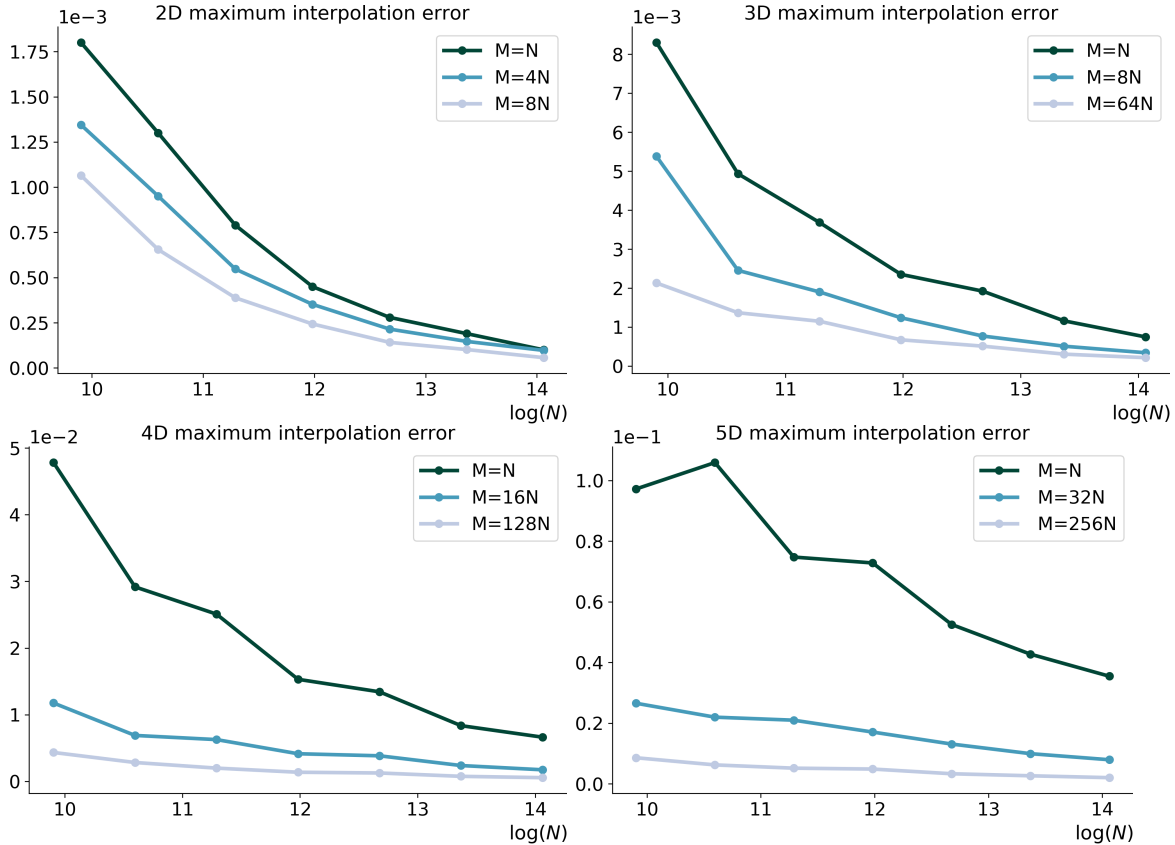 2D maximum interpolation error
1e−3
M=N
M=4N
M=8N
1.75
1.50
1.25
1.00
0.75
0.50
0.25
0.00
10 11 12 13 14
log(N)
3D maximum interpolation error
1e−3
M=N
M=8N
M=64N
8
7
6
5
4
3
2
1
0
10 11 12 13 14
log(N)
4D maximum interpolation error
1e−2
M=N
M=16N
M=128N
5
4
3
2
1
0
10 11 12 13 14
log(N)
5D maximum interpolation error
1e−1
M=N
M=32N
M=256N
1.0
0.8
0.6
0.4
0.2
0.0
10 11 12 13 14
log(N)